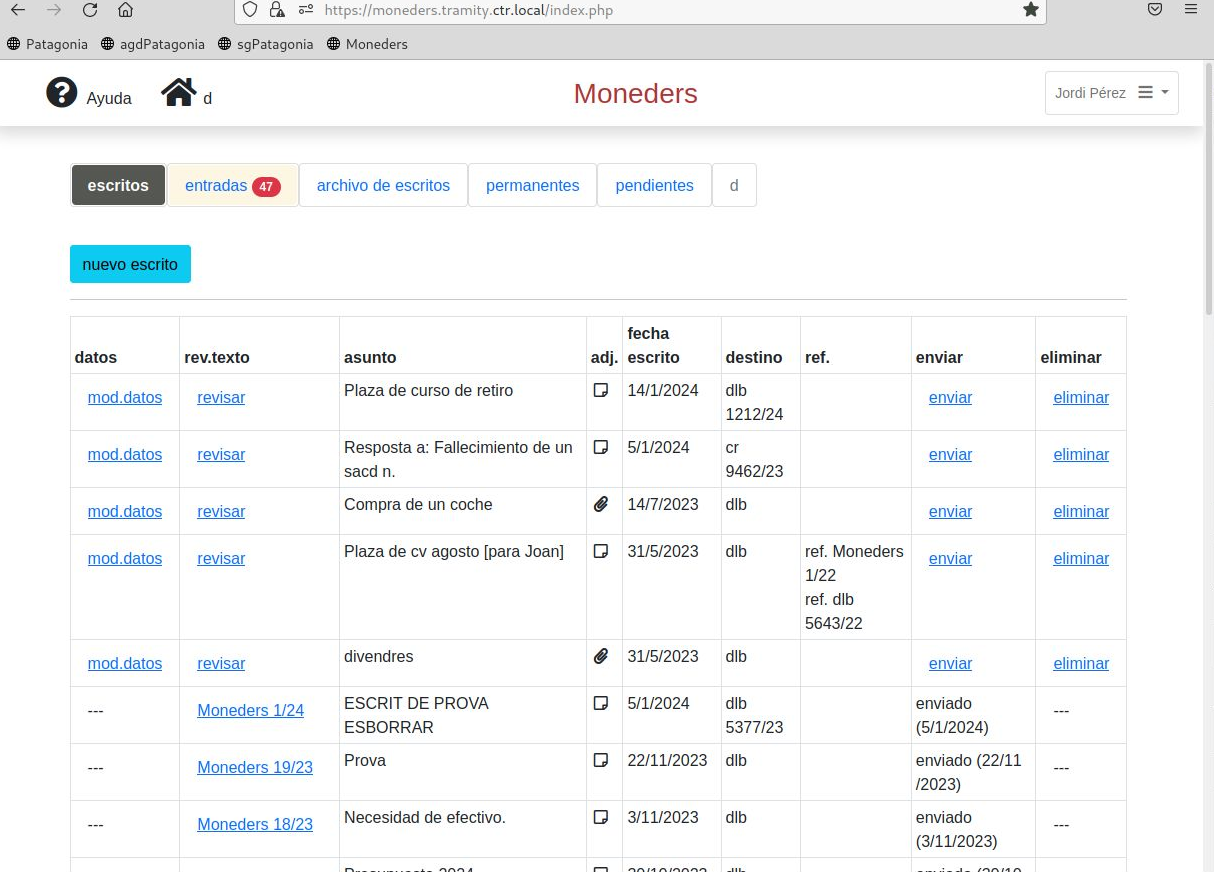 https://moneders.tramity.ctr.local/index.php
Patagonia agdPatagonia sgPatagonia Moneders
? Ayuda d Moneders Jordi Pérez
escritos entradas 47 archivo de escritos permanentes pendientes d
nuevo escrito
datos rev.texto asunto adj. fecha escrito destino ref. enviar eliminar
mod.datos revisar Plaza de curso de retiro 14/1/2024 dlb 1212/24 enviar eliminar
mod.datos revisar Resposta a: Fallecimiento de un sacd n. 5/1/2024 cr 9462/23 enviar eliminar
mod.datos revisar Compra de un coche 14/7/2023 dlb enviar eliminar
mod.datos revisar Plaza de cv agosto [para Joan] 31/5/2023 dlb ref. Moneders 1/22 ref. dlb 5643/22 enviar eliminar
mod.datos revisar divendres 31/5/2023 dlb enviar eliminar
--- Moneders 1/24 ESCRIT DE PROVA ESBORRAR 5/1/2024 dlb 5377/23 enviado (5/1/2024) ---
--- Moneders 19/23 Prova 22/11/2023 dlb enviado (22/11/2023) ---
--- Moneders 18/23 Necesidad de efectivo. 3/11/2023 dlb enviado (3/11/2023) ---